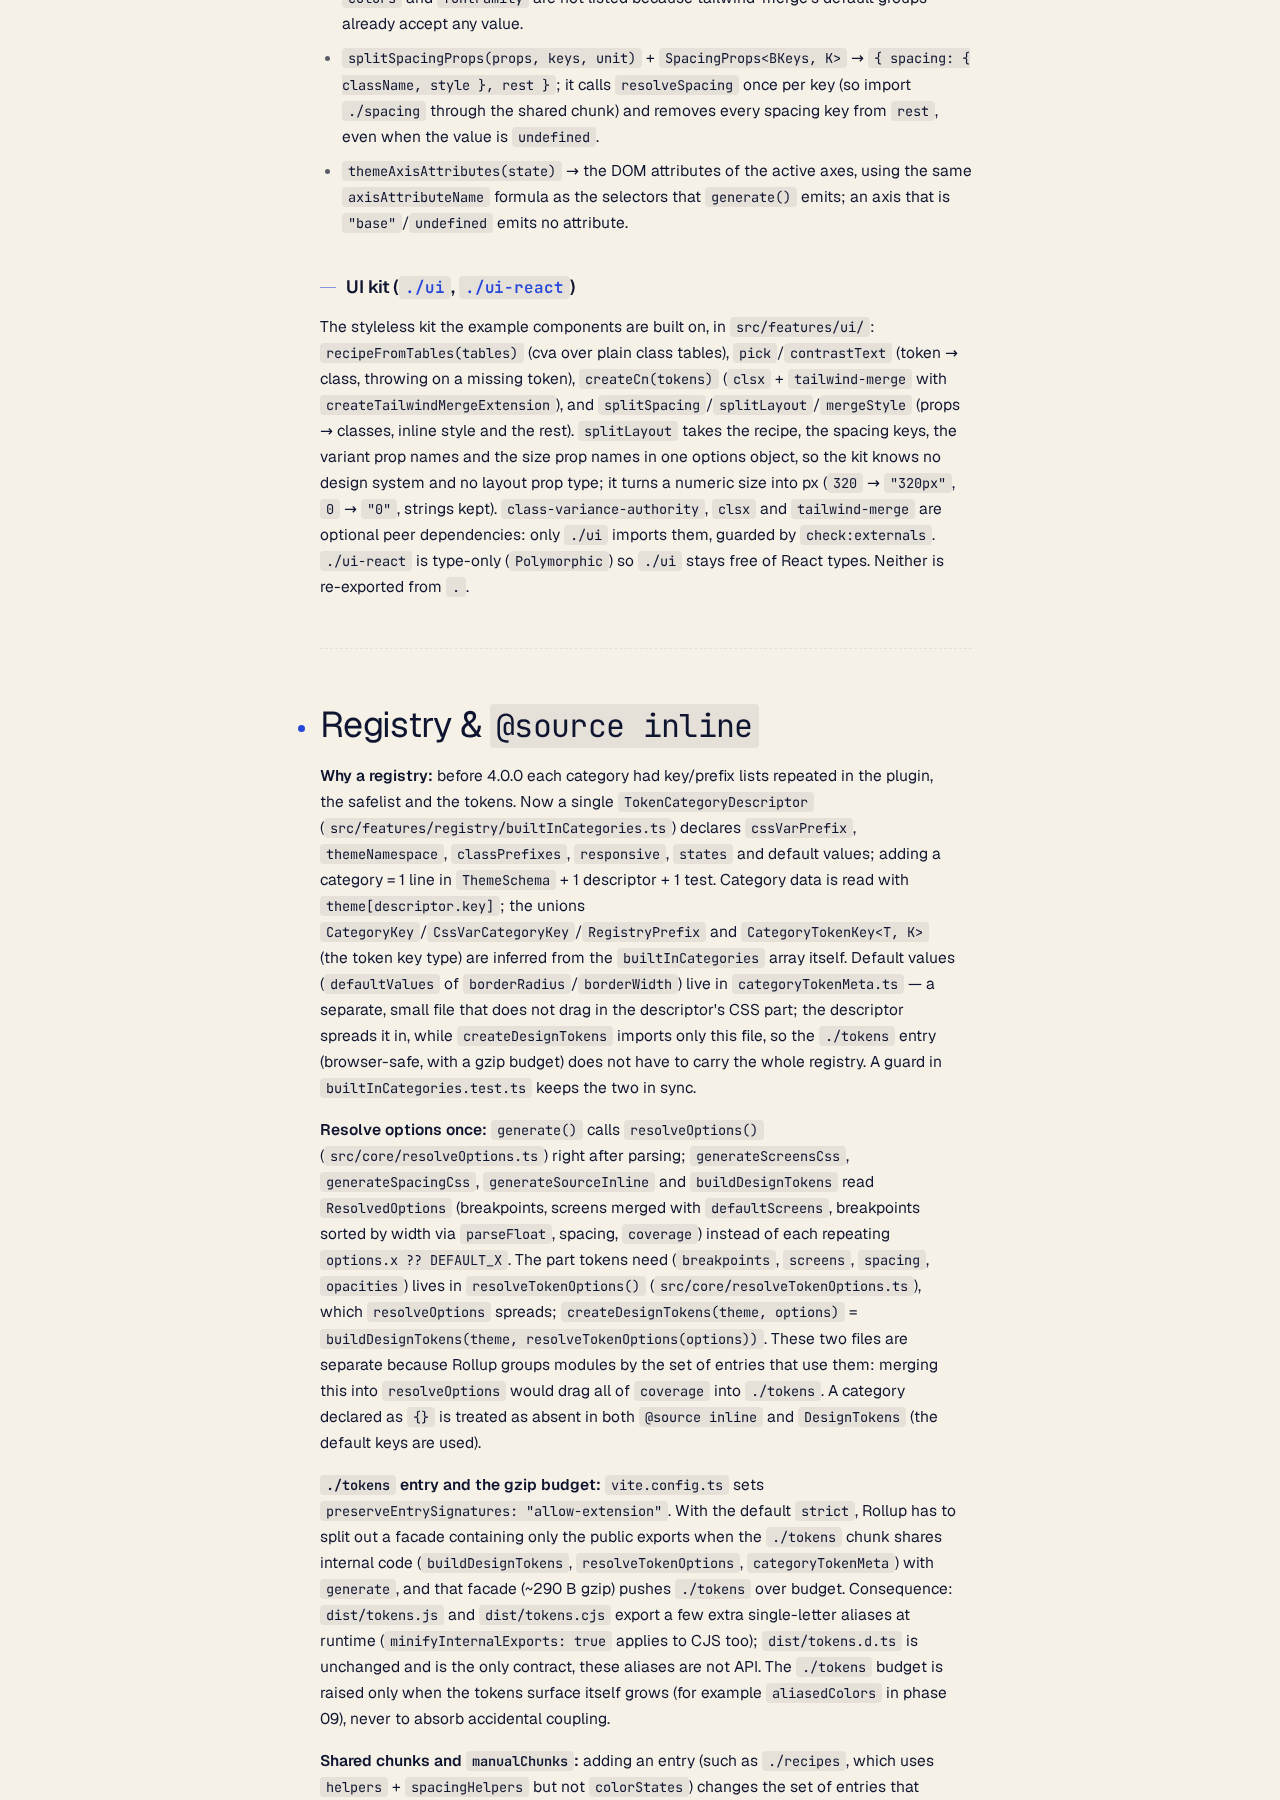 colors and fontFamily are not listed because tailwind-merge's default groups
already accept any value.
splitSpacingProps(props, keys, unit) + SpacingProps<BKeys, K> → { spacing: {
className, style }, rest } ; it calls resolveSpacing once per key (so import
./spacing through the shared chunk) and removes every spacing key from rest ,
even when the value is undefined .
themeAxisAttributes(state) → the DOM attributes of the active axes, using the same
axisAttributeName formula as the selectors that generate() emits; an axis that is
"base" / undefined emits no attribute.
— UI kit ( ./ui , ./ui-react )
The styleless kit the example components are built on, in src/features/ui/ :
recipeFromTables(tables) (cva over plain class tables), pick / contrastText (token →
class, throwing on a missing token), createCn(tokens) ( clsx + tailwind-merge with
createTailwindMergeExtension ), and splitSpacing / splitLayout / mergeStyle (props
→ classes, inline style and the rest). splitLayout takes the recipe, the spacing keys, the
variant prop names and the size prop names in one options object, so the kit knows no
design system and no layout prop type; it turns a numeric size into px ( 320 → "320px" ,
0 → "0" , strings kept). class-variance-authority , clsx and tailwind-merge are
optional peer dependencies: only ./ui imports them, guarded by check:externals .
./ui-react is type-only ( Polymorphic ) so ./ui stays free of React types. Neither is
re-exported from . .
Registry & @source inline
Why a registry: before 4.0.0 each category had key/prefix lists repeated in the plugin,
the safelist and the tokens. Now a single TokenCategoryDescriptor
( src/features/registry/builtInCategories.ts ) declares cssVarPrefix ,
themeNamespace , classPrefixes , responsive , states and default values; adding a
category = 1 line in ThemeSchema + 1 descriptor + 1 test. Category data is read with
theme[descriptor.key] ; the unions
CategoryKey / CssVarCategoryKey / RegistryPrefix and CategoryTokenKey<T, K>
(the token key type) are inferred from the builtInCategories array itself. Default values
( defaultValues of borderRadius / borderWidth ) live in categoryTokenMeta.ts — a
separate, small file that does not drag in the descriptor's CSS part; the descriptor
spreads it in, while createDesignTokens imports only this file, so the ./tokens entry
(browser-safe, with a gzip budget) does not have to carry the whole registry. A guard in
builtInCategories.test.ts keeps the two in sync.
Resolve options once: generate() calls resolveOptions()
( src/core/resolveOptions.ts ) right after parsing; generateScreensCss ,
generateSpacingCss , generateSourceInline and buildDesignTokens read
ResolvedOptions (breakpoints, screens merged with defaultScreens , breakpoints
sorted by width via parseFloat , spacing, coverage ) instead of each repeating
options.x ?? DEFAULT_X . The part tokens need ( breakpoints , screens , spacing ,
opacities ) lives in resolveTokenOptions() ( src/core/resolveTokenOptions.ts ),
which resolveOptions spreads; createDesignTokens(theme, options) =
buildDesignTokens(theme, resolveTokenOptions(options)) . These two files are
separate because Rollup groups modules by the set of entries that use them: merging
this into resolveOptions would drag all of coverage into ./tokens . A category
declared as {} is treated as absent in both @source inline and DesignTokens (the
default keys are used).
./tokens entry and the gzip budget: vite.config.ts sets
preserveEntrySignatures: "allow-extension" . With the default strict , Rollup has to
split out a facade containing only the public exports when the ./tokens chunk shares
internal code ( buildDesignTokens , resolveTokenOptions , categoryTokenMeta ) with
generate , and that facade (~290 B gzip) pushes ./tokens over budget. Consequence:
dist/tokens.js and dist/tokens.cjs export a few extra single-letter aliases at
runtime ( minifyInternalExports: true applies to CJS too); dist/tokens.d.ts is
unchanged and is the only contract, these aliases are not API. The ./tokens budget is
raised only when the tokens surface itself grows (for example aliasedColors in phase
09), never to absorb accidental coupling.
Shared chunks and manualChunks : adding an entry (such as ./recipes , which uses
helpers + spacingHelpers but not colorStates ) changes the set of entries that